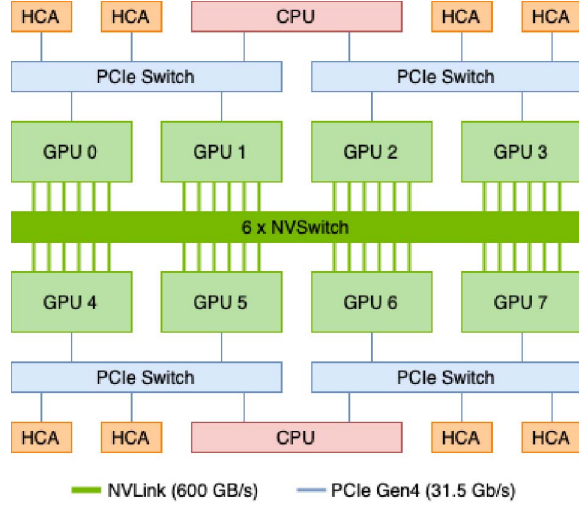 HCA HCA CPU HCA HCA
PCIe Switch PCIe Switch
GPU 0 GPU 1 GPU 2 GPU 3
6 x NVSwitch
GPU 4 GPU 5 GPU 6 GPU 7
PCIe Switch PCIe Switch
HCA HCA CPU HCA HCA
NVLink (600 GB/s) PCIe Gen4 (31.5 Gb/s)